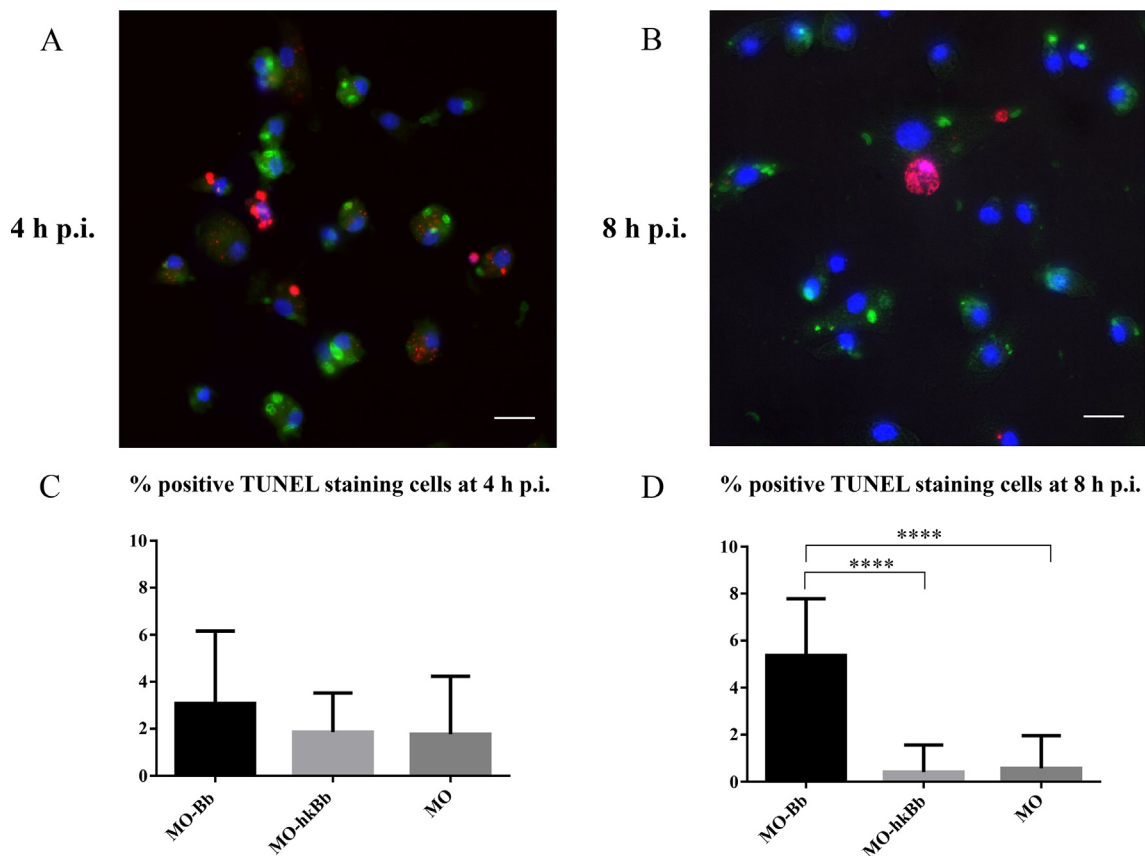 A
B
4 h p.i.
8 h p.i.
C
% positive TUNEL staining cells at 4 h p.i.
10
8
6
4
2
0
MO-Bb
MO-hkBb
MO
D
% positive TUNEL staining cells at 8 h p.i.
10
8
6
4
2
0
****
****
MO-Bb
MO-hkBb
MO